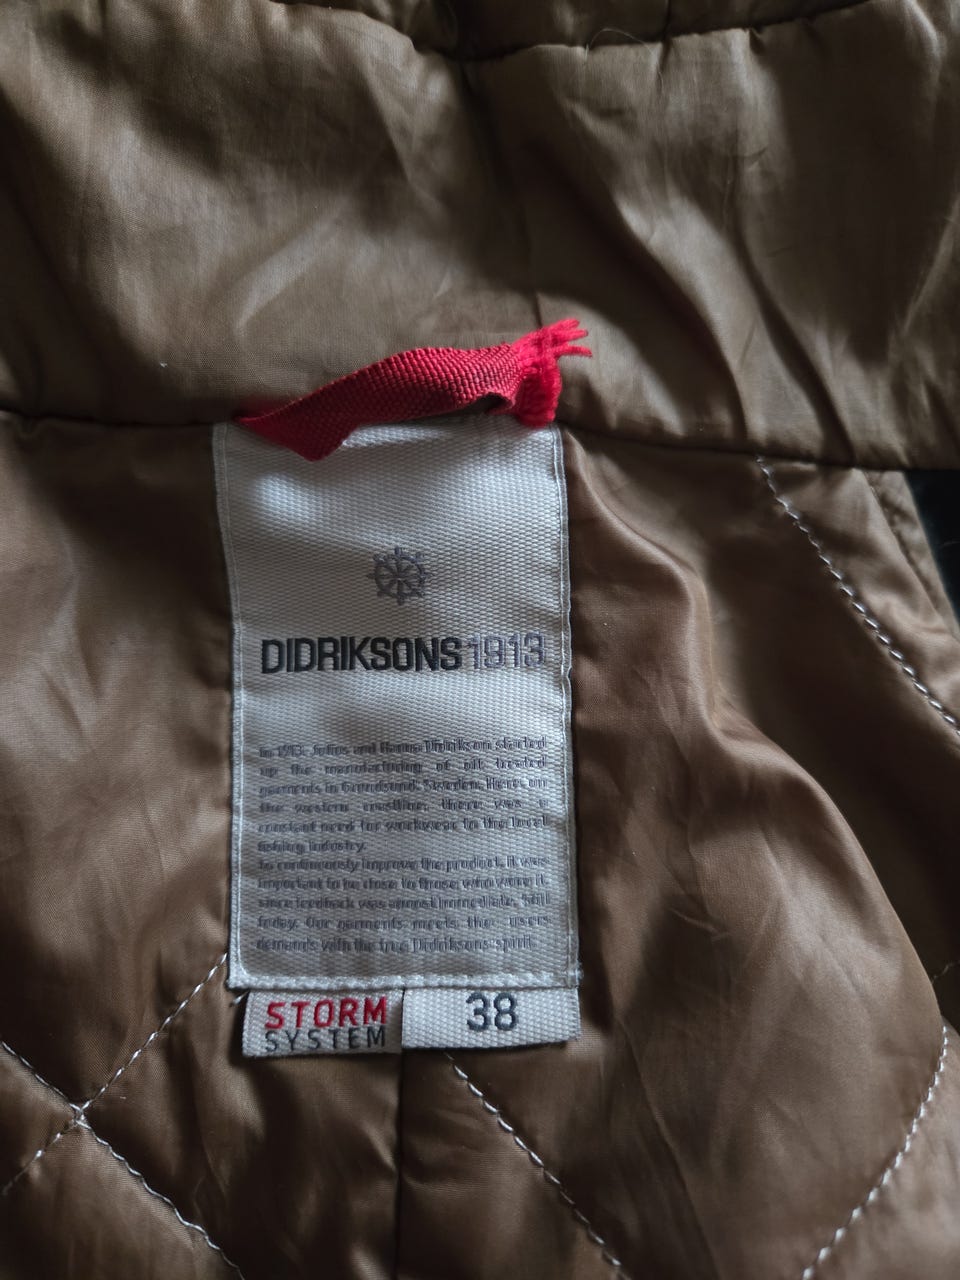 DIDRIKSONS1913
In 1913, Julius and Hanna Didrikson started
up the manufacturing of oil treated
garments in Grundsund, Sweden. Here, on
the western coastline, there was a
constant need for workwear to the local
fishing industry.
To continuously improve the product, it was
important to be close to those who wore it,
since feedback was almost immediate. Still
today, Our garments meets the users
demands with the true Didriksons spirit.
STORM 38
SYSTEM